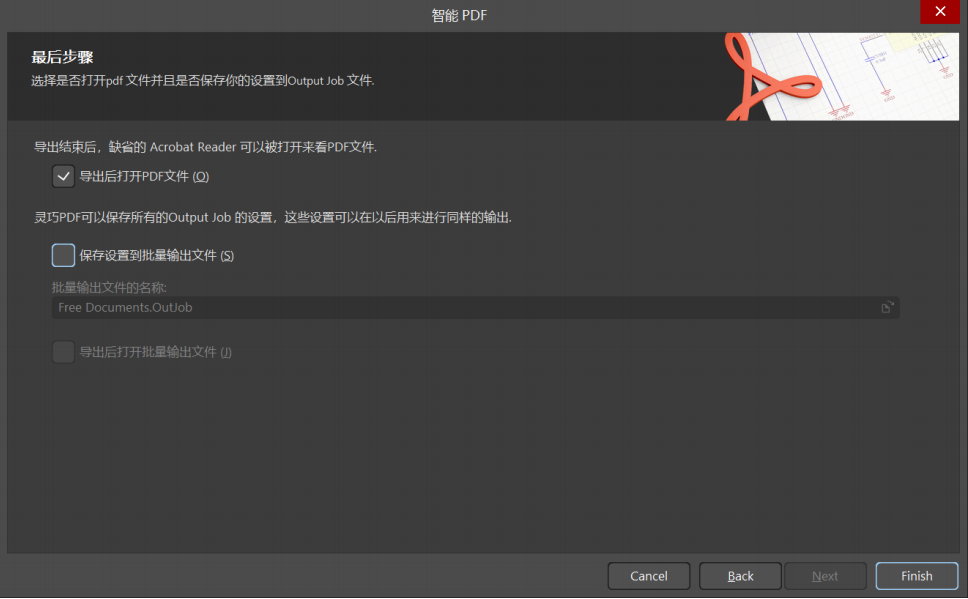 智能 PDF
最后步骤
选择是否打开pdf 文件并且是否保存你的设置到Output Job 文件.
导出结束后，缺省的 Acrobat Reader 可以被打开来看PDF文件.
导出后打开PDF文件 (O)
灵巧PDF可以保存所有的Output Job 的设置，这些设置可以在以后用来进行同样的输出.
保存设置到批量输出文件 (S)
批量输出文件的名称:
Free Documents.OutJob
导出后打开批量输出文件 (J)
Cancel
Back
Next
Finish